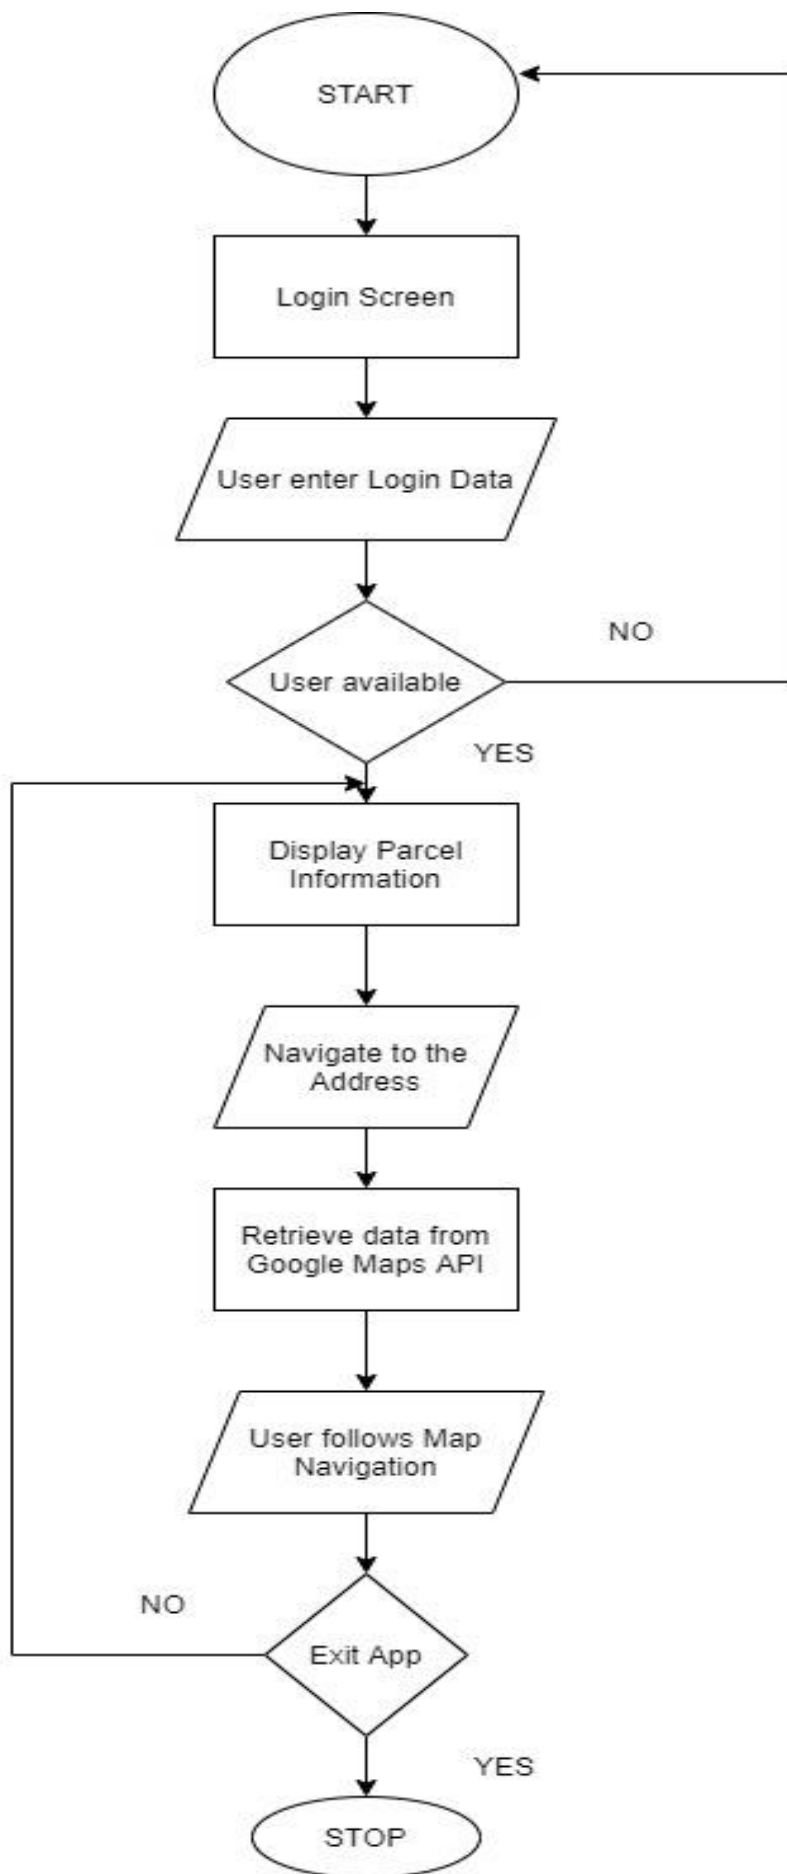 START
Login Screen
User enter Login Data
User available
NO
YES
Display Parcel
Information
Navigate to the
Address
Retrieve data from
Google Maps API
User follows Map
Navigation
NO
Exit App
YES
STOP